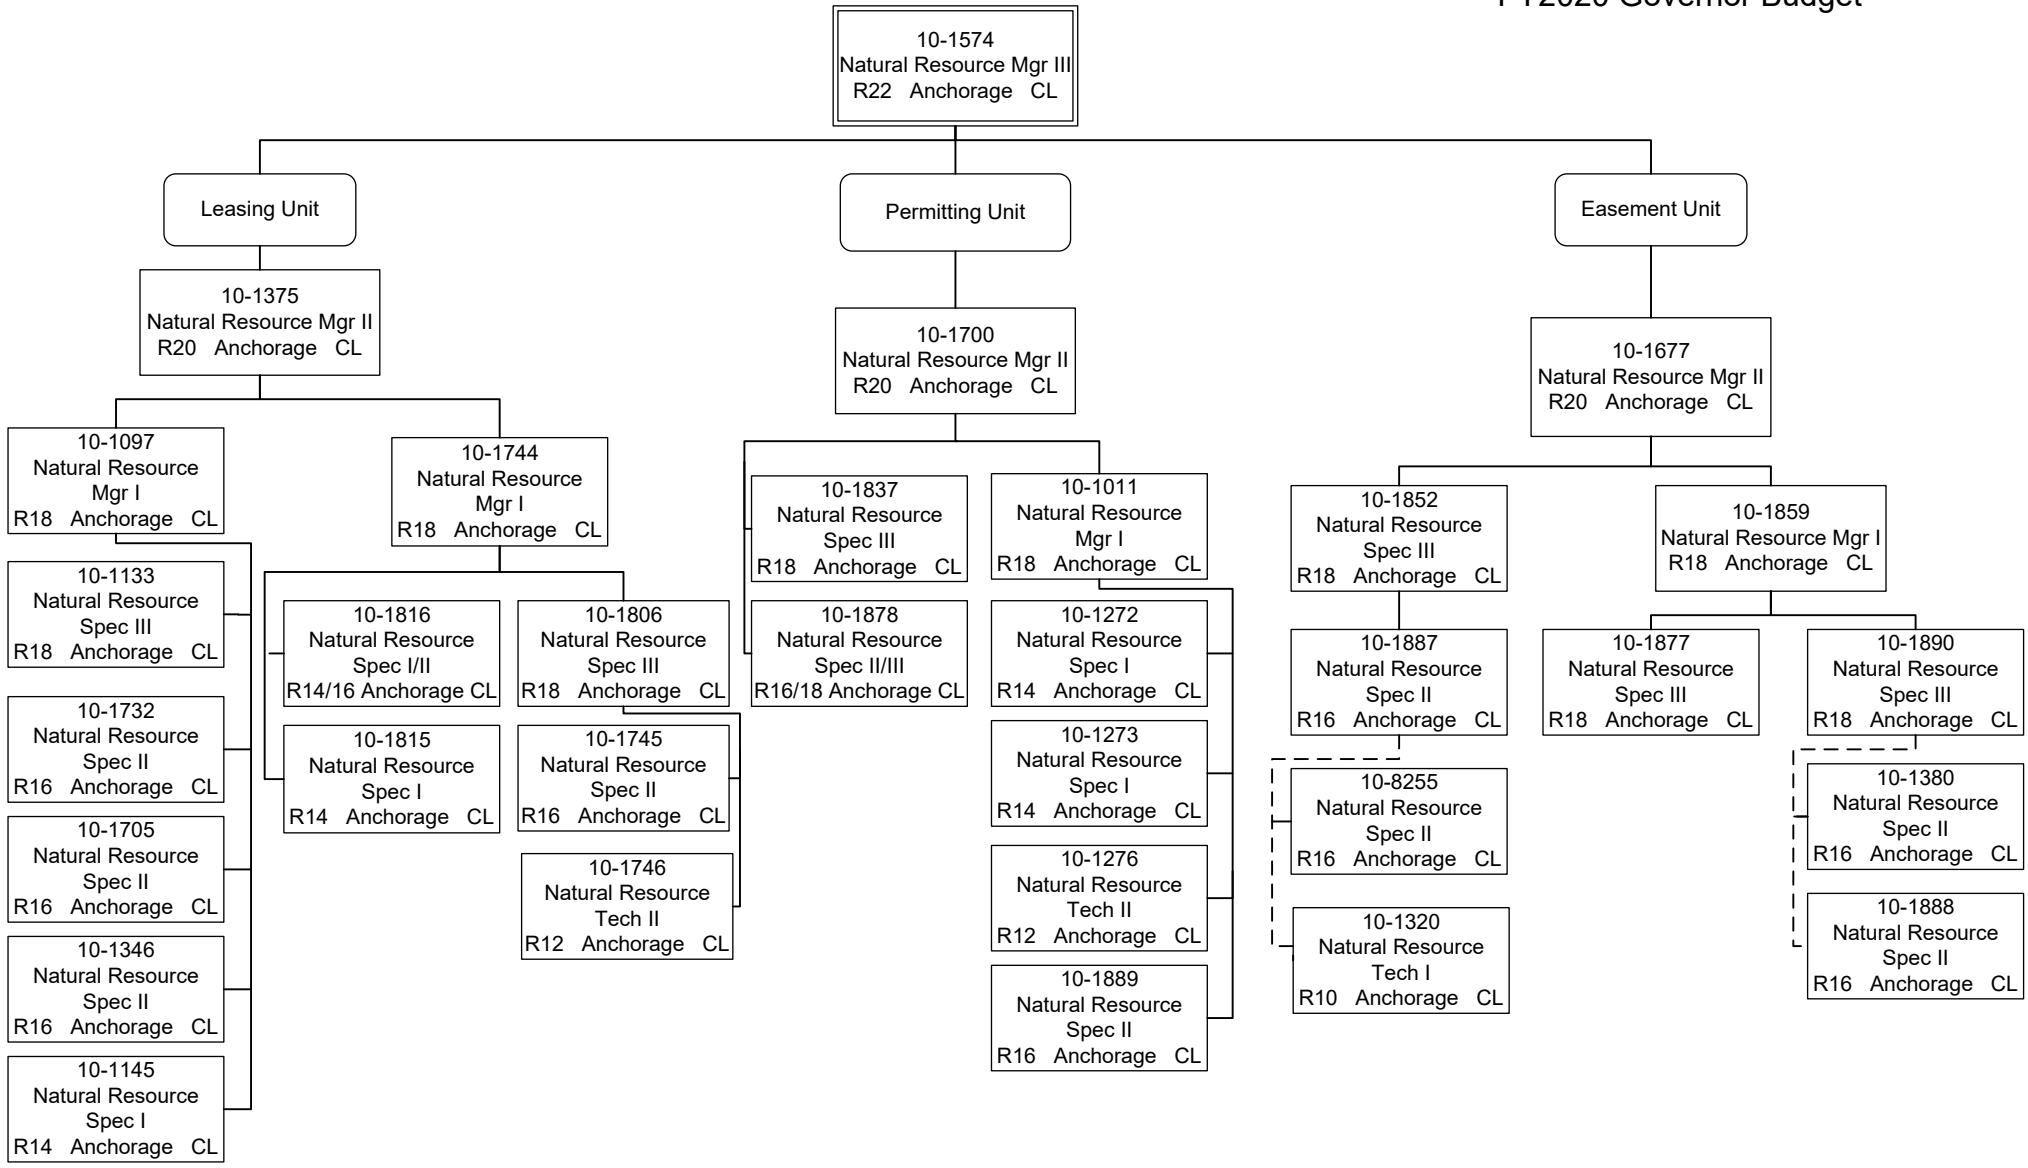 Governor Budget
10-1574
Natural Resource Mgr III
R22 Anchorage CL
Leasing Unit
Permitting Unit
Easement Unit
10-1375
Natural Resource Mgr II
R20 Anchorage CL
10-1700
Natural Resource Mgr II
R20 Anchorage CL
10-1677
Natural Resource Mgr II
R20 Anchorage CL
10-1097
Natural Resource
Mgr I
R18 Anchorage CL
10-1133
Natural Resource
Spec III
R18 Anchorage CL
10-1732
Natural Resource
Spec II
R16 Anchorage CL
10-1705
Natural Resource
Spec II
R16 Anchorage CL
10-1346
Natural Resource
Spec II
R16 Anchorage CL
10-1145
Natural Resource
Spec I
R14 Anchorage CL
10-1744
Natural Resource
Mgr I
R18 Anchorage CL
10-1816
Natural Resource
Spec I/II
R14/16 Anchorage CL
10-1815
Natural Resource
Spec I
R14 Anchorage CL
10-1806
Natural Resource
Spec III
R18 Anchorage CL
10-1745
Natural Resource
Spec II
R16 Anchorage CL
10-1746
Natural Resource
Tech II
R12 Anchorage CL
10-1837
Natural Resource
Spec III
R18 Anchorage CL
10-1878
Natural Resource
Spec II/III
R16/18 Anchorage CL
10-1011
Natural Resource
Mgr I
R18 Anchorage CL
10-1272
Natural Resource
Spec I
R14 Anchorage CL
10-1273
Natural Resource
Spec I
R14 Anchorage CL
10-1276
Natural Resource
Tech II
R12 Anchorage CL
10-1889
Natural Resource
Spec II
R16 Anchorage CL
10-1852
Natural Resource
Spec III
R18 Anchorage CL
10-1887
Natural Resource
Spec II
R16 Anchorage CL
10-8255
Natural Resource
Spec II
R16 Anchorage CL
10-1320
Natural Resource
Tech I
R10 Anchorage CL
10-1859
Natural Resource Mgr I
R18 Anchorage CL
10-1877
Natural Resource
Spec III
R18 Anchorage CL
10-1890
Natural Resource
Spec III
R18 Anchorage CL
10-1380
Natural Resource
Spec II
R16 Anchorage CL
10-1888
Natural Resource
Spec II
R16 Anchorage CL